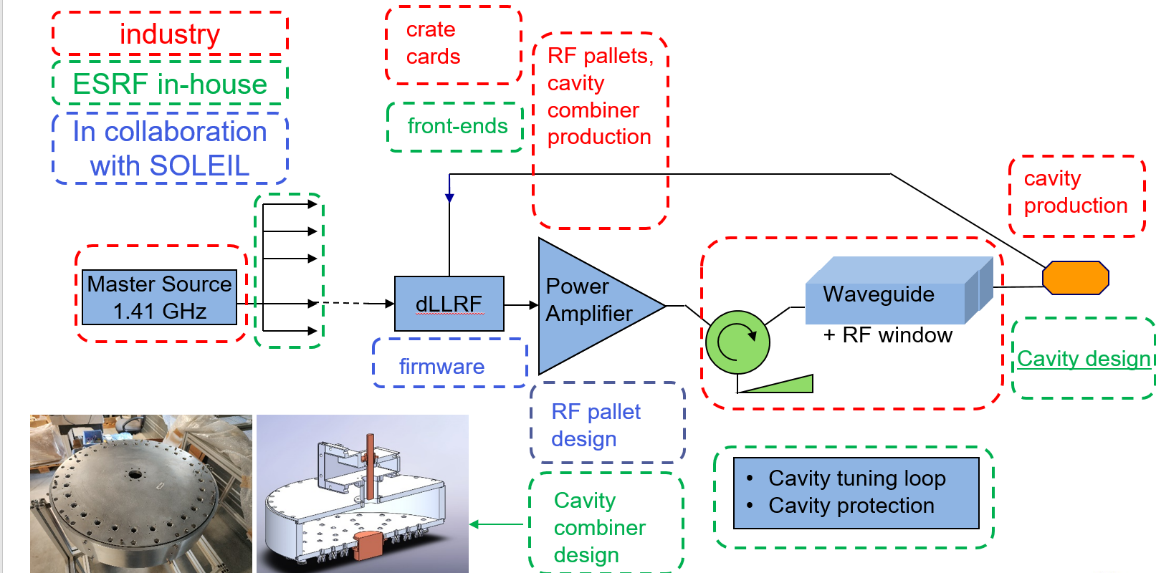 industry
ESRF in-house
In collaboration
with SOLEIL
crate
cards
front-ends
RF pallets,
cavity
combiner
production
cavity
production
Master Source
1.41 GHz
dLLRF
Power
Amplifier
Waveguide
+ RF window
firmware
Cavity design
RF pallet
design
Cavity
combiner
design
• Cavity tuning loop
• Cavity protection